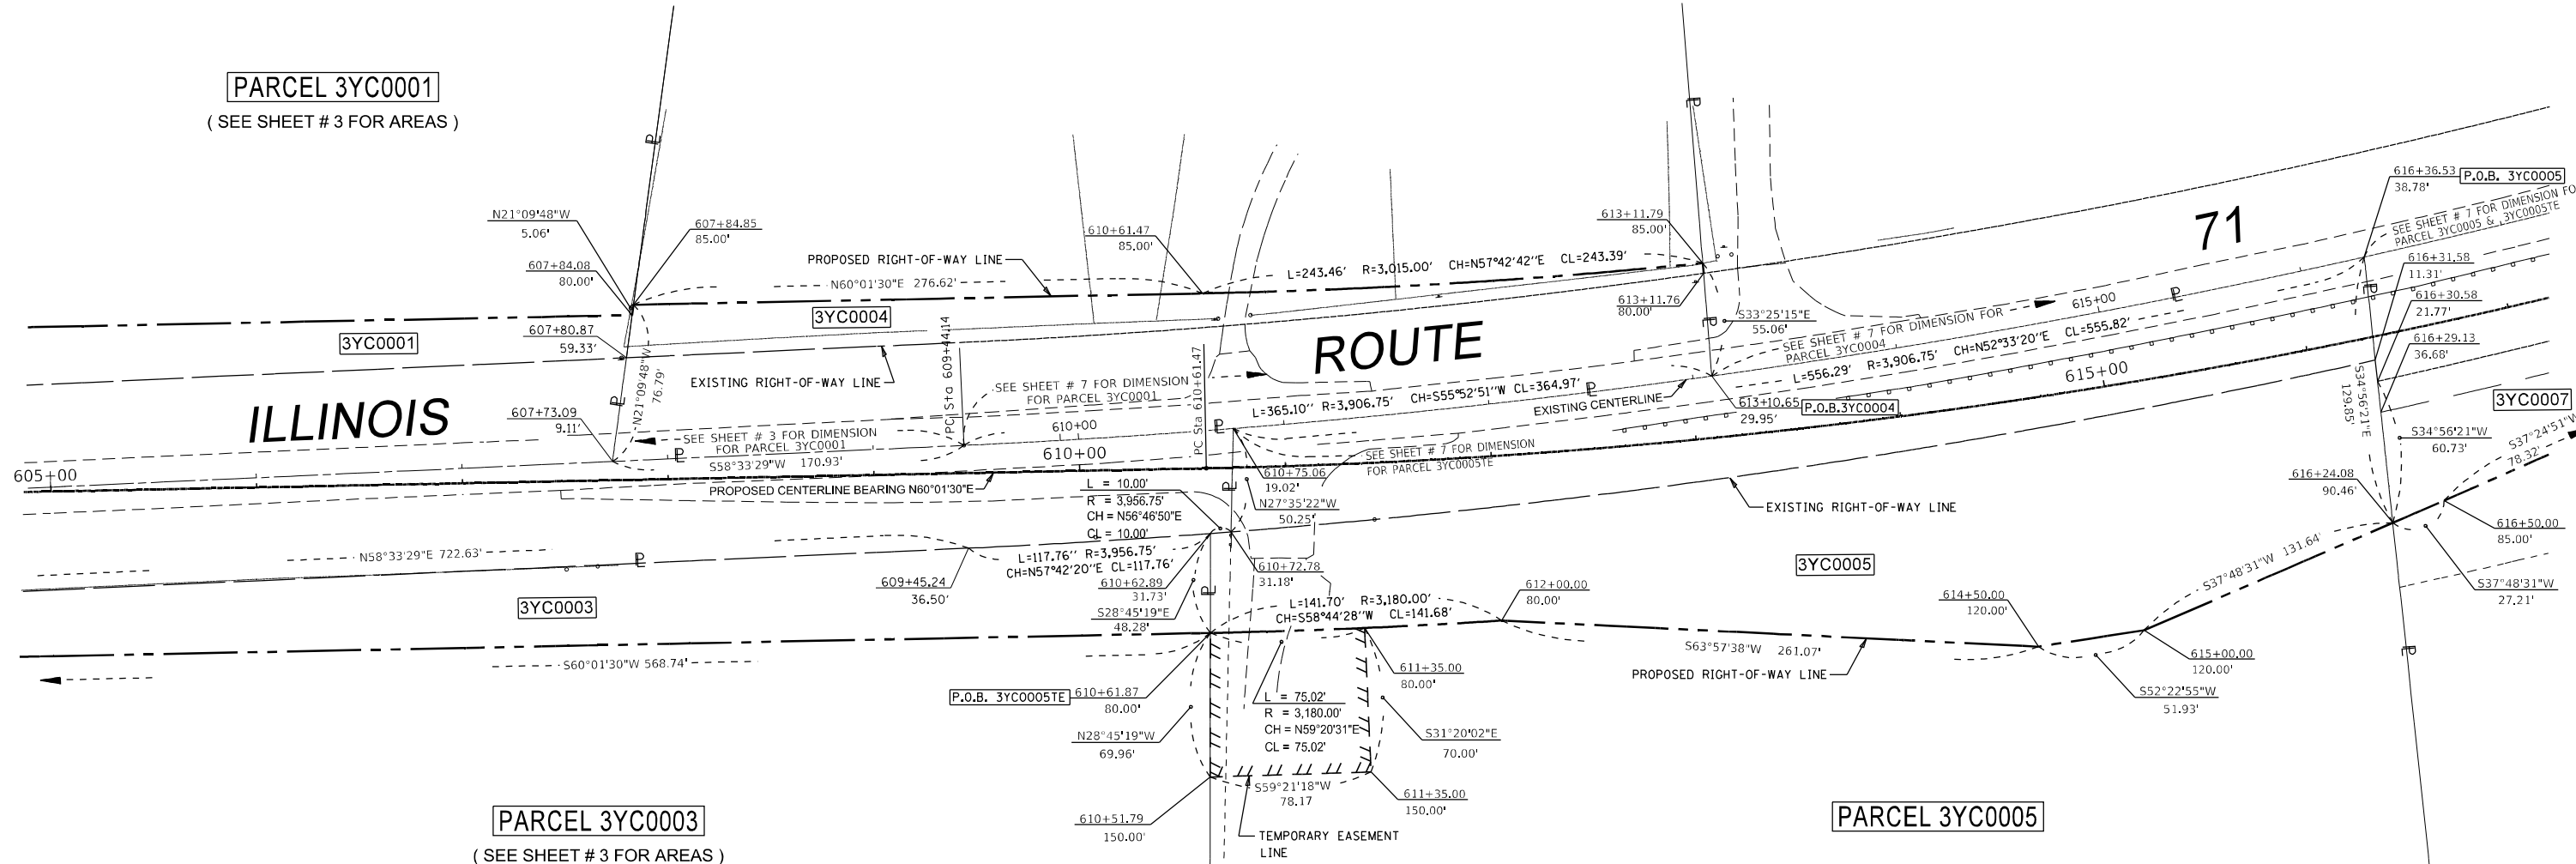 PARCEL 3YC0001
( SEE SHEET # 3 FOR AREAS )
N21°09'48"W
5.06'
607+84.85
85.00'
607+84.08
80.00'
PROPOSED RIGHT-OF-WAY LINE
N60°01'30"E 276.62'
610+61.47
85.00'
L=243.46' R=3,015.00' CH=N57°42'42"E CL=243.39'
613+11.79
85.00'
616+36.53
38.78'
P.O.B. 3YC0005
SEE SHEET # 7 FOR DIMENSION FO
PARCEL 3YC0005 & 3YC0005TE
71
616+31.58
11.31'
616+30.58
21.77'
616+29.13
36.68'
3YC0001
607+80.87
59.33'
3YC0004
EXISTING RIGHT-OF-WAY LINE
PC Sta 609+44.14
PC Sta 610+61.47
ROUTE
613+11.76
80.00'
S33°25'15"E
55.06'
615+00
SEE SHEET # 7 FOR DIMENSION FOR
PARCEL 3YC0004
L=556.29' R=3,906.75' CH=N52°33'20"E CL=555.82'
615+00
ILLINOIS
N21°09'48"W
76.79'
607+73.09
9.11'
SEE SHEET # 3 FOR DIMENSION
FOR PARCEL 3YC0001
SEE SHEET # 7 FOR DIMENSION
FOR PARCEL 3YC0001
610+00
L=365.10' R=3,906.75' CH=S55°52'51"W CL=364.97'
EXISTING CENTERLINE
613+10.65
29.95'
P.O.B.3YC0004
S34°56'21"E
129.85'
3YC0007
S34°56'21"W
60.73'
S37°24'51"W
78.32'
605+00
S58°33'29"W 170.93'
610+00
PROPOSED CENTERLINE BEARING N60°01'30"E
SEE SHEET # 7 FOR DIMENSION
FOR PARCEL 3YC0005TE
610+75.06
19.02'
N27°35'22"W
50.25'
L = 10.00'
R = 3,956.75'
CH = N56°46'50"E
CL = 10.00'
EXISTING RIGHT-OF-WAY LINE
616+24.08
90.46'
616+50.00
85.00'
S37°48'31"W
27.21'
N58°33'29"E 722.63'
L=117.76' R=3,956.75'
CH=N57°42'20"E CL=117.76'
609+45.24
36.50'
610+62.89
31.73'
610+72.78
31.18'
3YC0005
S37°48'31"W 131.64'
3YC0003
S28°45'19"E
48.28'
L=141.70' R=3,180.00'
CH=S58°44'28"W CL=141.68'
612+00.00
80.00'
614+50.00
120.00'
S60°01'30"W 568.74'
S63°57'38"W 261.07'
PROPOSED RIGHT-OF-WAY LINE
615+00.00
120.00'
S52°22'55"W
51.93'
P.O.B. 3YC0005TE
610+61.87
80.00'
611+35.00
80.00'
L = 75.02'
R = 3,180.00'
CH = N59°20'31"E
CL = 75.02'
N28°45'19"W
69.96'
S31°20'02"E
70.00'
S59°21'18"W
78.17
611+35.00
150.00'
610+51.79
150.00'
TEMPORARY EASEMENT
LINE
PARCEL 3YC0003
( SEE SHEET # 3 FOR AREAS )
PARCEL 3YC0005